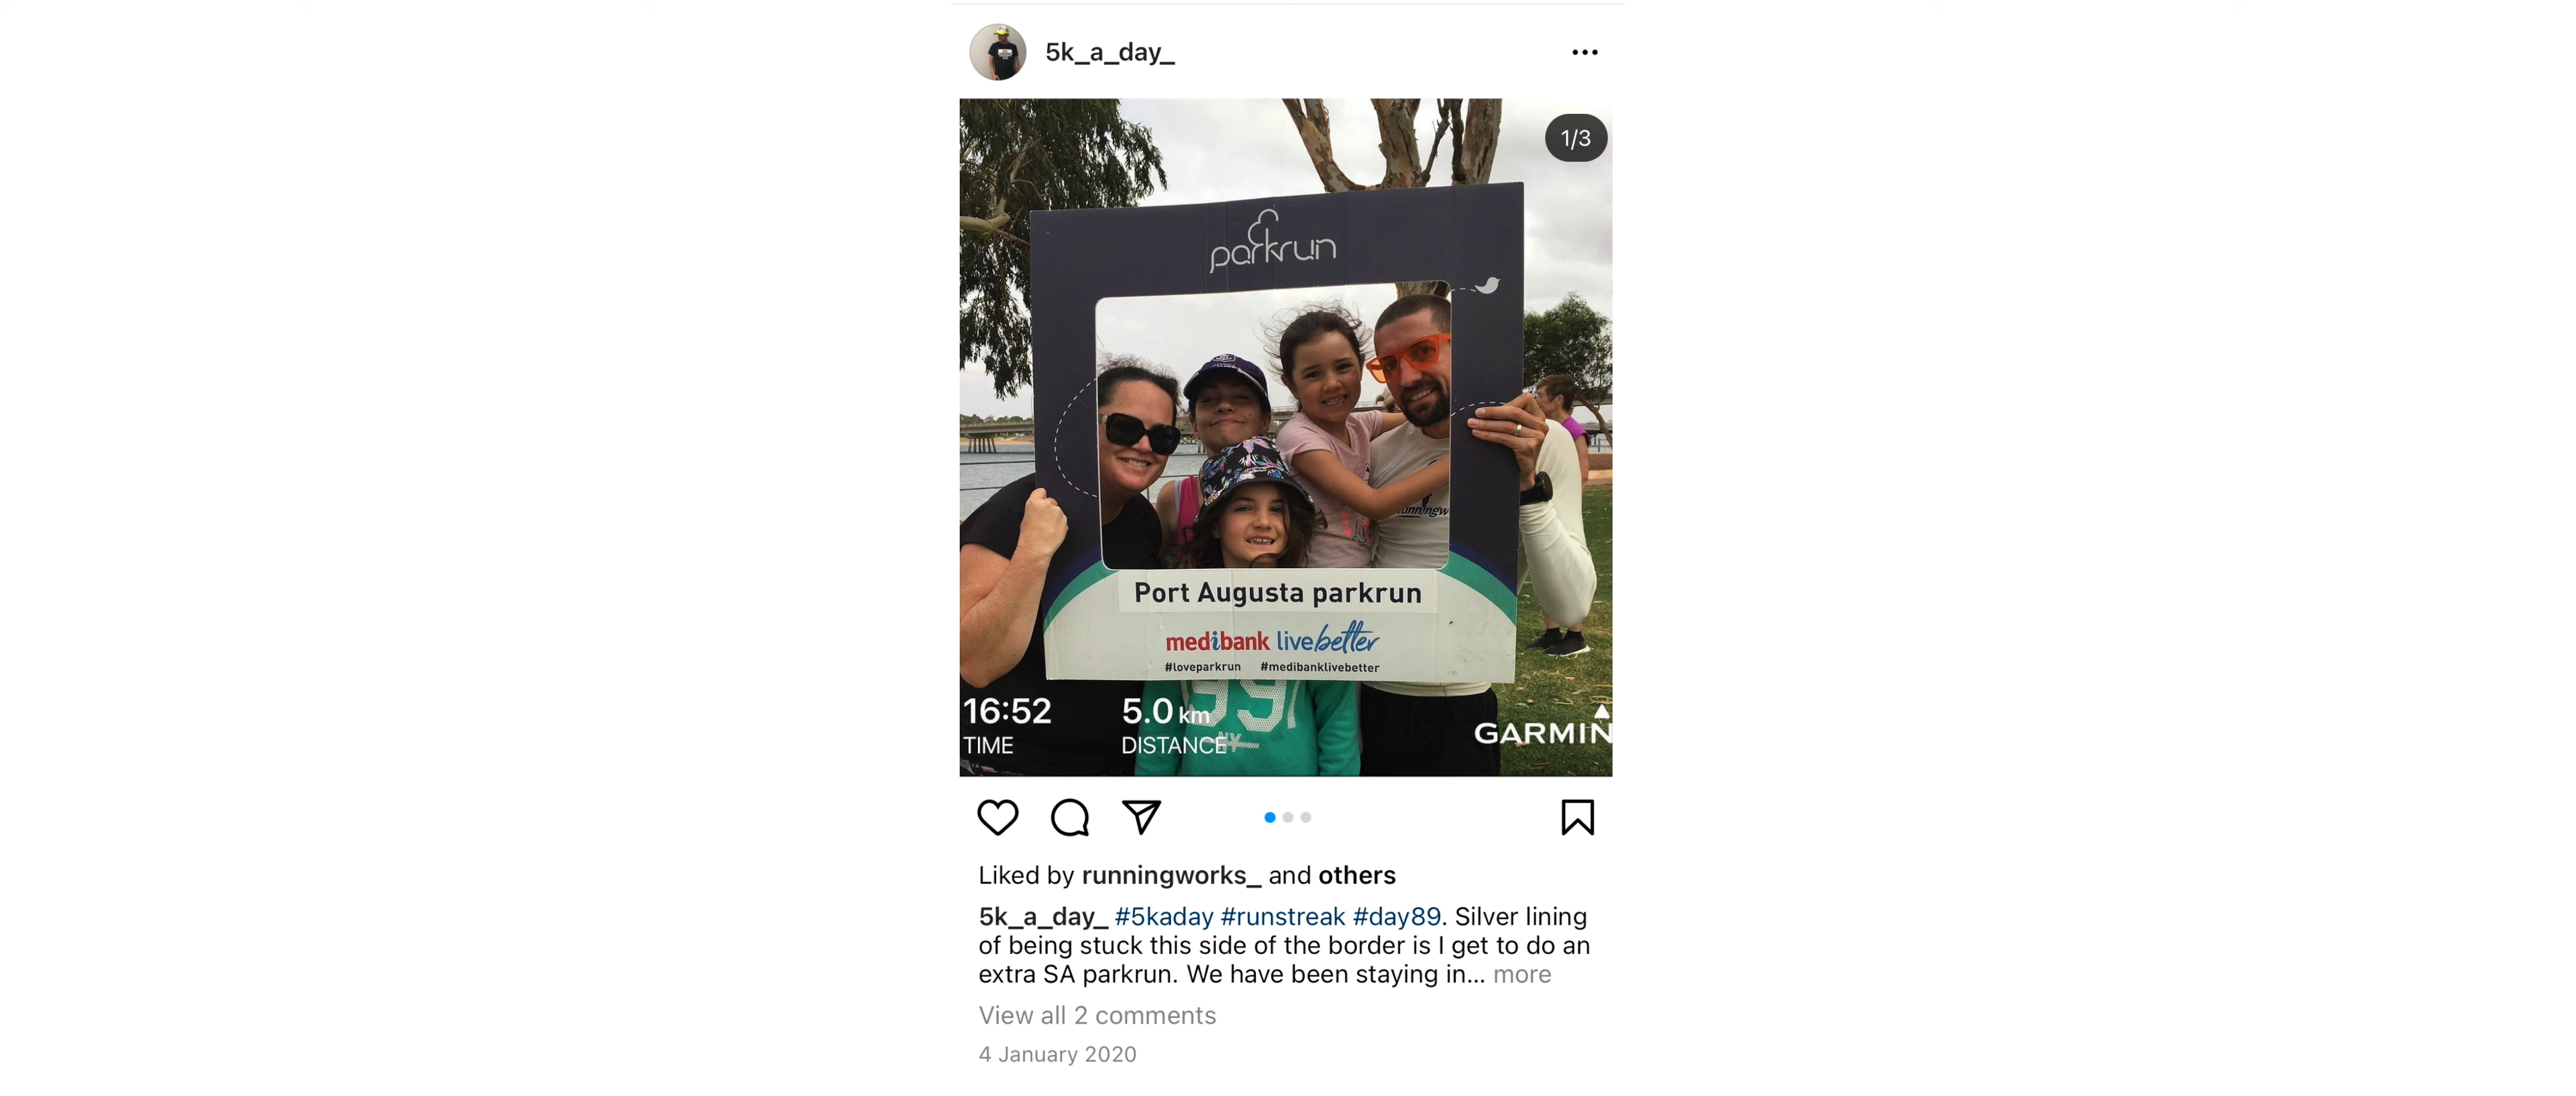 5k_a_day_
1/3
parkrun
Port Augusta parkrun
medibank livebetter
#loveparkrun #medibanklivebetter
16:52 5.0 km
TIME DISTANCE
GARMIN
Liked by runningworks_ and others
5k_a_day_ #5kaday #runstreak #day89. Silver lining
of being stuck this side of the border is I get to do an
extra SA parkrun. We have been staying in... more
View all 2 comments
4 January 2020